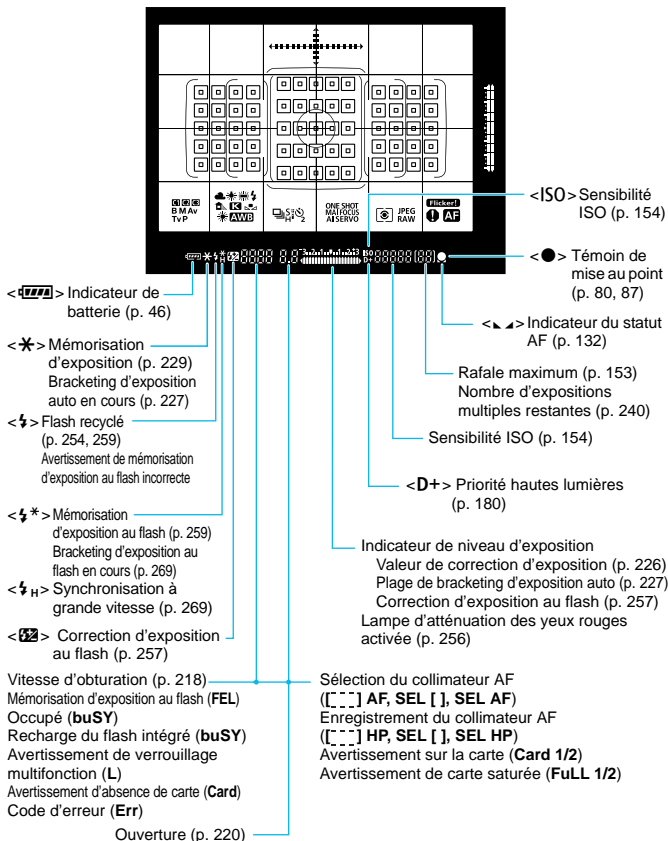 B M Av
Tv P
K
AWB
ONE SHOT
MAI FOCUS
AI SERVO
JPEG
RAW
Flicker!
AF
ISO
D+
<ISO> Sensibilité
ISO (p. 154)
<●> Témoin de
mise au point
(p. 80, 87)
Indicateur du statut
AF (p. 132)
Rafale maximum (p. 153)
Nombre d'expositions
multiples restantes (p. 240)
Sensibilité ISO (p. 154)
<D+> Priorité hautes lumières
(p. 180)
Indicateur de niveau d'exposition
Valeur de correction d'exposition (p. 226)
Plage de bracketing d'exposition auto (p. 227)
Correction d'exposition au flash (p. 257)
Lampe d'atténuation des yeux rouges
activée (p. 256)
< > Indicateur de
batterie (p. 46)
<✱> Mémorisation
d'exposition (p. 229)
Bracketing d'exposition
auto en cours (p. 227)
<⚡> Flash recyclé
(p. 254, 259)
Avertissement de mémorisation
d'exposition au flash incorrecte
<⚡*> Mémorisation
d'exposition au flash (p. 259)
Bracketing d'exposition au
flash en cours (p. 269)
<⚡H> Synchronisation à
grande vitesse (p. 269)
< > Correction d'exposition
au flash (p. 257)
Vitesse d'obturation (p. 218)
Mémorisation d'exposition au flash (FEL)
Occupé (buSY)
Recharge du flash intégré (buSY)
Avertissement de verrouillage
multifonction (L)
Avertissement d'absence de carte (Card)
Code d'erreur (Err)
Ouverture (p. 220)
Sélection du collimateur AF
([- - -] AF, SEL [ ], SEL AF)
Enregistrement du collimateur AF
([- - -] HP, SEL [ ], SEL HP)
Avertissement sur la carte (Card 1/2)
Avertissement de carte saturée (FuLL 1/2)